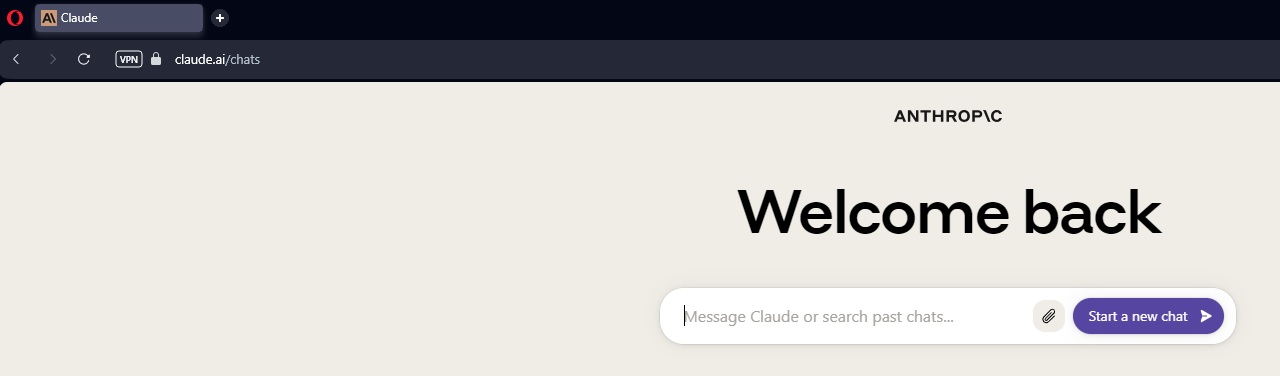 A\ Claude
VPN claude.ai/chats
ANTHROP\C
Welcome back
Message Claude or search past chats...
Start a new chat